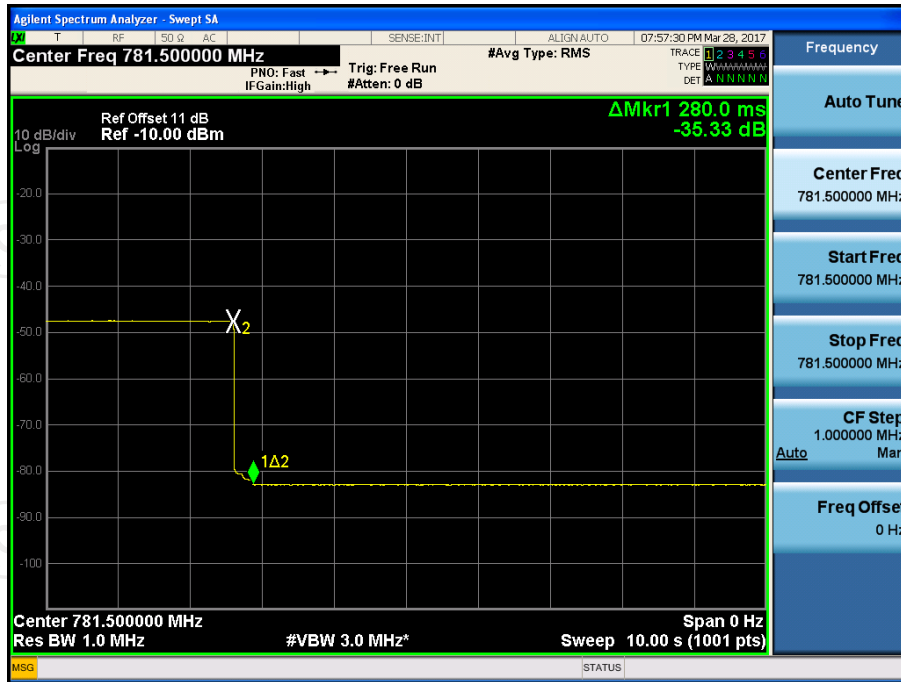 Agilent Spectrum Analyzer - Swept SA
LXI T RF 50 Ω AC SENSE:INT ALIGN AUTO 07:57:30 PM Mar 28, 2017
Center Freq 781.500000 MHz
PNO: Fast
IFGain:High
Trig: Free Run
#Atten: 0 dB
#Avg Type: RMS
TRACE 1 2 3 4 5 6
TYPE WWWWWW
DET A N N N N N
ΔMkr1 280.0 ms
-35.33 dB
Ref Offset 11 dB
10 dB/div Ref -10.00 dBm
Log
-20.0
-30.0
-40.0
-50.0
-60.0
-70.0
-80.0
-90.0
-100
2
1Δ2
Center 781.500000 MHz Span 0 Hz
Res BW 1.0 MHz #VBW 3.0 MHz* Sweep 10.00 s (1001 pts)
MSG STATUS
Frequency
Auto Tune
Center Freq
781.500000 MHz
Start Freq
781.500000 MHz
Stop Freq
781.500000 MHz
CF Step
1.000000 MHz
Auto Man
Freq Offset
0 Hz